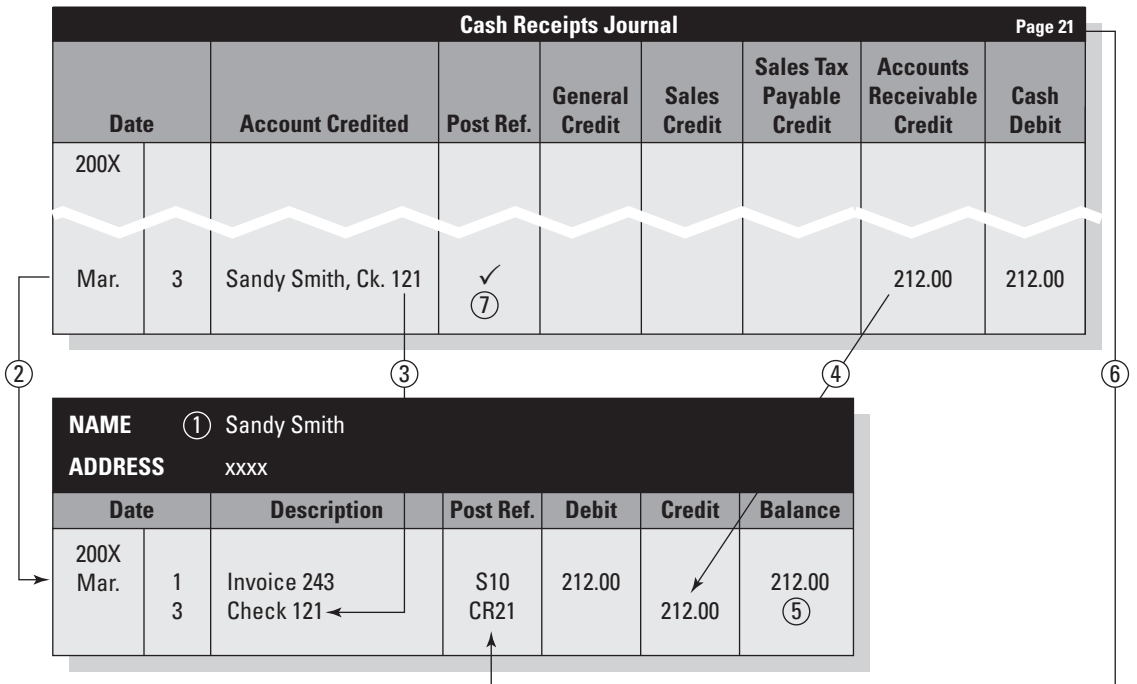 Cash Receipts Journal Page 21
Date Account Credited Post Ref. General Credit Sales Credit Sales Tax Payable Credit Accounts Receivable Credit Cash Debit
200X
Mar. 3 Sandy Smith, Ck. 121 ✓ 212.00 212.00
7
2 3 4 6
NAME 1 Sandy Smith
ADDRESS xxxx
Date Description Post Ref. Debit Credit Balance
200X
Mar. 1 Invoice 243 S10 212.00 212.00
3 Check 121 CR21 212.00 5